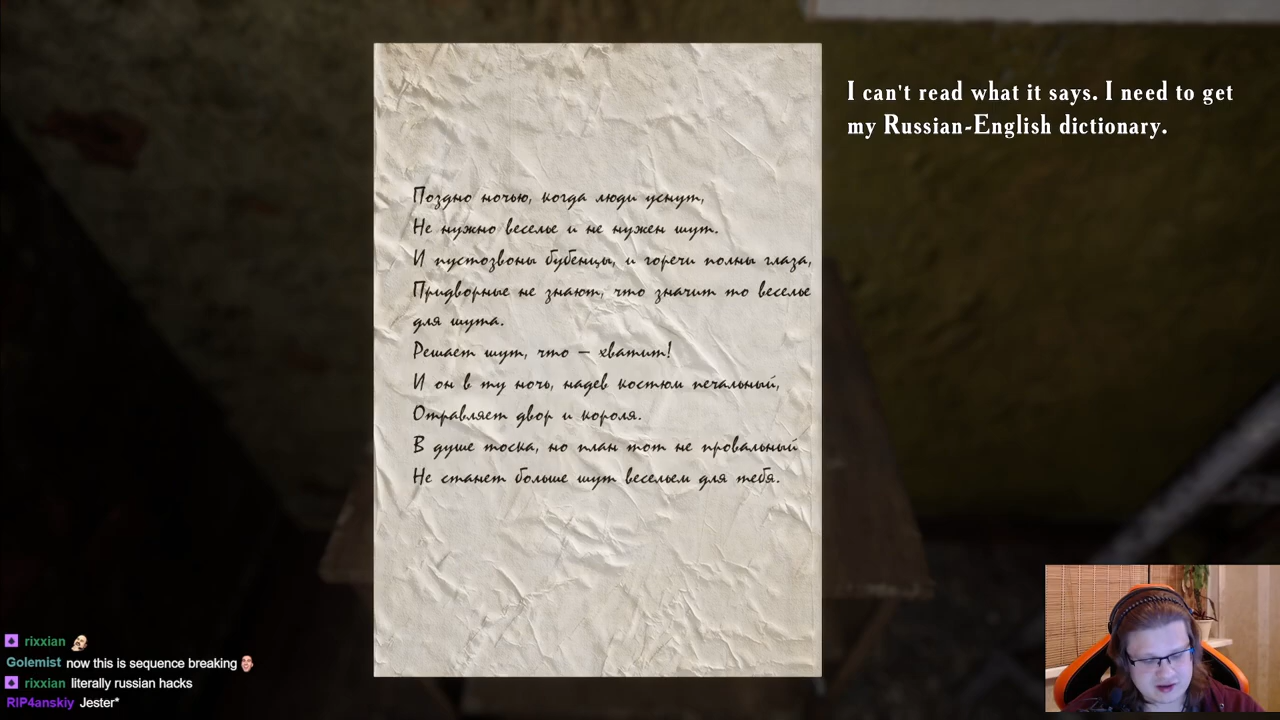 I can't read what it says. I need to get
my Russian-English dictionary.
Поздно ночью, когда люди уснут,
Не нужно веселье и не нужен шут.
И пустозвоны бубенцы, и горечи полны глаза,
Придворные не знают, что значит то веселье
для шута.
Решает шут, что – хватит!
И он в ту ночь, надев костюм печальный,
Отравляет двор и короля.
В душе тоска, но план тот не провальный
Не станет больше шут весельем для тебя.
rixxian
Golemist now this is sequence breaking
rixxian literally russian hacks
RIP4anskiy Jester*